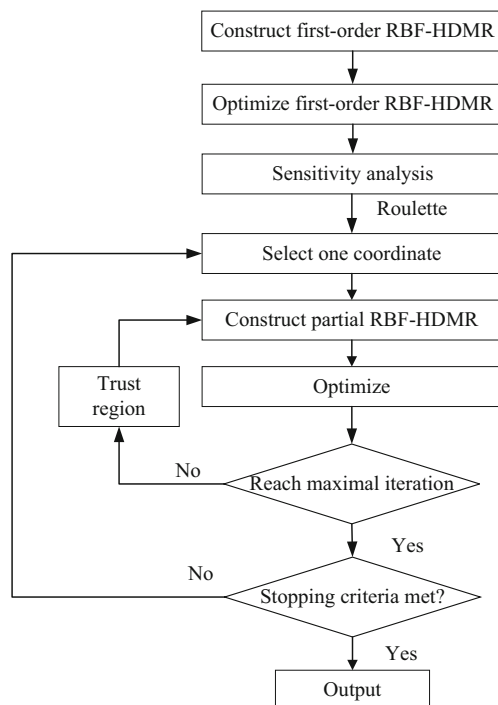 Construct first-order RBF-HDMR
Optimize first-order RBF-HDMR
Sensitivity analysis
Roulette
Select one coordinate
Construct partial RBF-HDMR
Trust
region
Optimize
No
Reach maximal iteration
Yes
No
Stopping criteria met?
Yes
Output